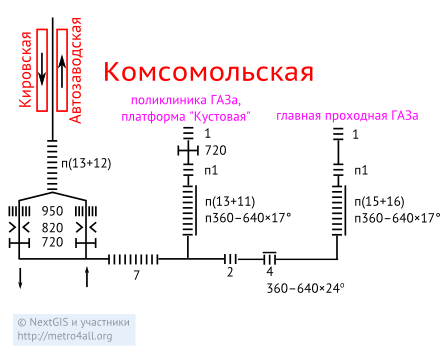 Кировская
Автозаводская
Комсомольская
поликлиника ГАЗа,
платформа "Кустовая"
главная проходная ГАЗа
1
720
п1
п(13+11)
п360–640×17°
1
п1
п(15+16)
п360–640×17°
п(13+12)
950
820
720
7
2
4
360–640×24°
© NextGIS и участники
http://metro4all.org